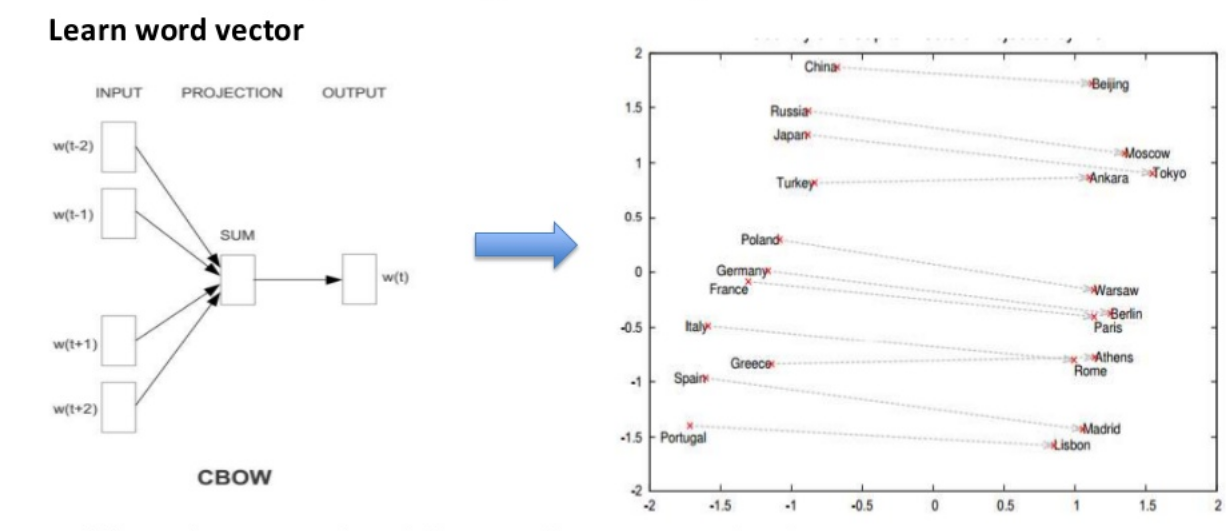 Learn word vector
INPUT PROJECTION OUTPUT
w(t-2)
w(t-1)
SUM
w(t)
w(t+1)
w(t+2)
CBOW
2
1.5
1
0.5
0
-0.5
-1
-1.5
-2
China
Beijing
Russia
Japan
Moscow
Tokyo
Turkey
Ankara
Poland
Germany
France
Warsaw
Berlin
Paris
Italy
Athens
Greece
Rome
Spain
Madrid
Portugal
Lisbon
-2 -1.5 -1 -0.5 0 0.5 1 1.5 2